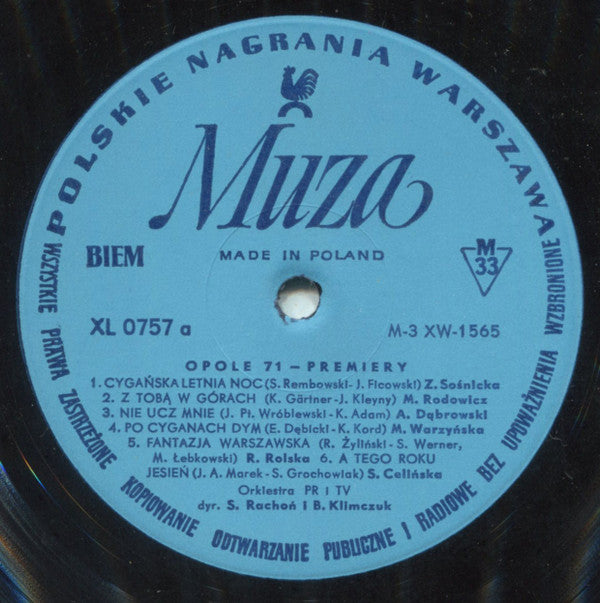 POLSKIE NAGRANIA WARSZAWA
Muza
MADE IN POLAND
BIEM
M
33
XL 0757 a
M-3 XW-1565
OPOLE 71 – PREMIERY
1. CYGAŃSKA LETNIA NOC (S. Rembowski - J. Ficowski) Z. Sośnicka
2. Z TOBĄ W GÓRACH (K. Gärtner - J. Kleyny) M. Rodowicz
3. NIE UCZ MNIE (J. Pt. Wróblewski - K. Adam) A. Dąbrowski
4. PO CYGANACH DYM (E. Dębicki - K. Kord) M. Warzyńska
5. FANTAZJA WARSZAWSKA (R. Żyliński - S. Werner,
M. Łebkowski) R. Rolska 6. A TEGO ROKU
JESIEŃ (J. A. Marek - S. Grochowiak) S. Celińska
Orkiestra PR i TV
dyr. S. Rachoń i B. Klimczuk
WSZYSTKIE PRAWA ZASTRZEŻONE KOPIOWANIE ODTWARZANIE PUBLICZNE I RADIOWE BEZ UPOWAŻNIENIA WZBRONIONE